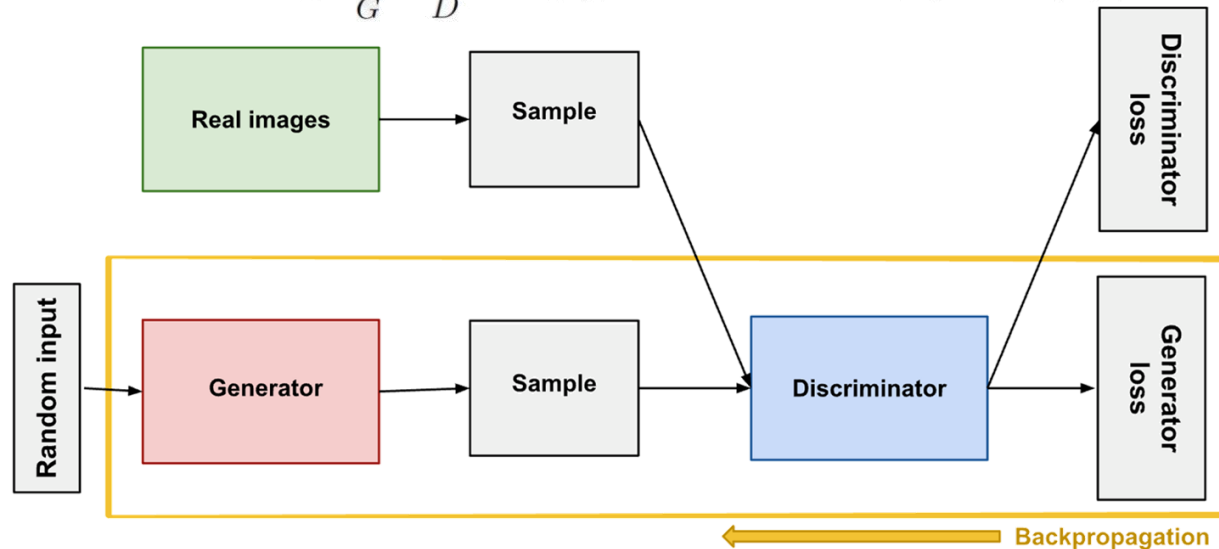 G D
Real images
Sample
Discriminator
loss
Random input
Generator
Sample
Discriminator
Generator
loss
Backpropagation